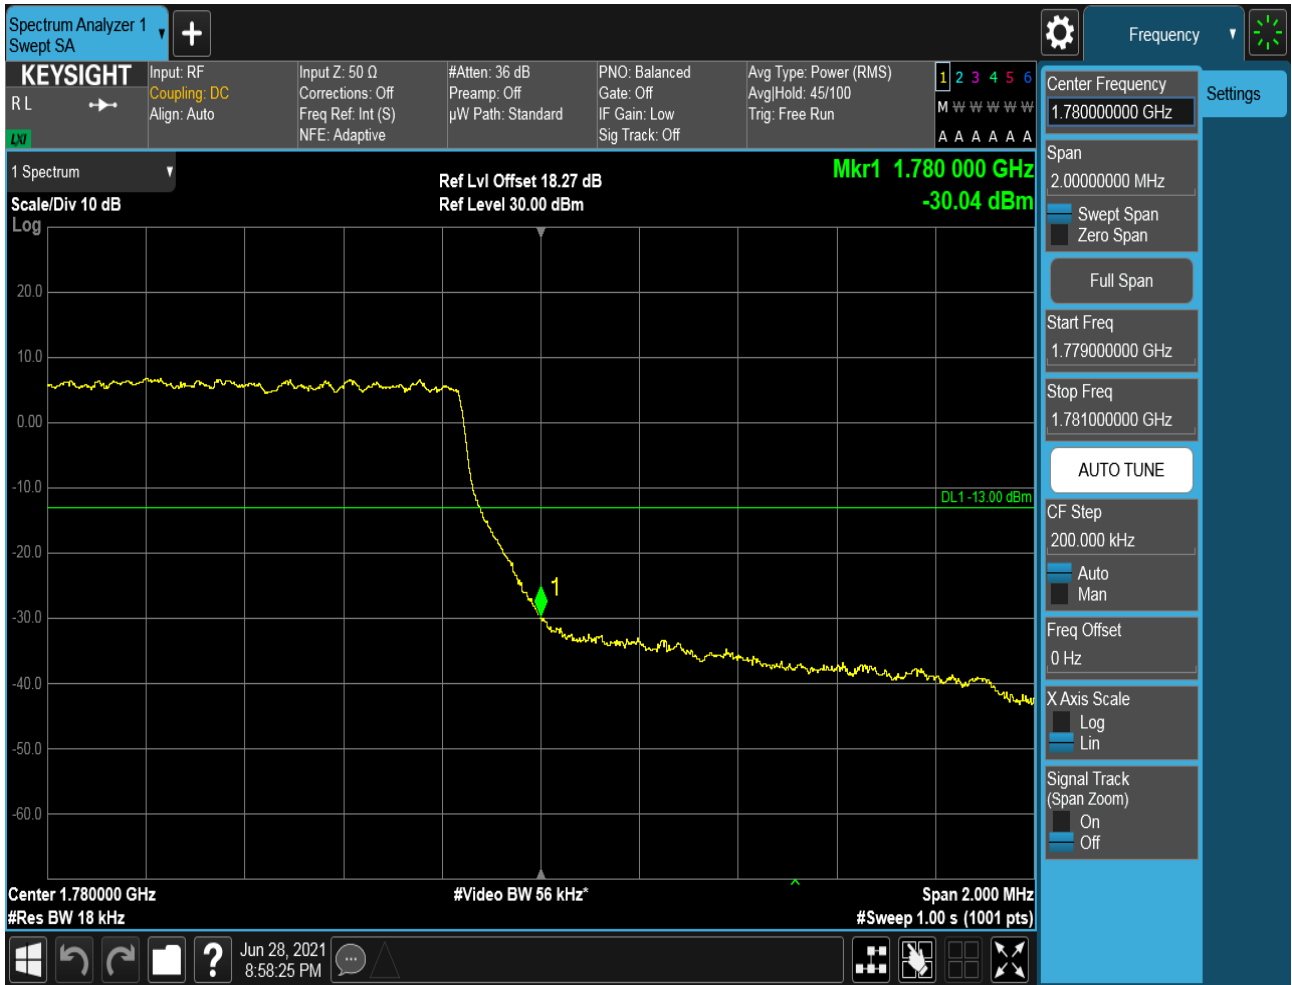 Spectrum Analyzer 1
Swept SA
Frequency
KEYSIGHT
R L
LXI
Input: RF
Coupling: DC
Align: Auto
Input Z: 50 Ω
Corrections: Off
Freq Ref: Int (S)
NFE: Adaptive
#Atten: 36 dB
Preamp: Off
µW Path: Standard
PNO: Balanced
Gate: Off
IF Gain: Low
Sig Track: Off
Avg Type: Power (RMS)
Avg|Hold: 45/100
Trig: Free Run
1 2 3 4 5 6
M W W W W W
A A A A A A
1 Spectrum
Scale/Div 10 dB
Log
Ref Lvl Offset 18.27 dB
Ref Level 30.00 dBm
Mkr1 1.780 000 GHz
-30.04 dBm
20.0
10.0
0.00
-10.0
-20.0
-30.0
-40.0
-50.0
-60.0
DL1 -13.00 dBm
1
Center 1.780000 GHz
#Res BW 18 kHz
#Video BW 56 kHz*
Span 2.000 MHz
#Sweep 1.00 s (1001 pts)
Jun 28, 2021
8:58:25 PM
?
Center Frequency
1.780000000 GHz
Settings
Span
2.00000000 MHz
Swept Span
Zero Span
Full Span
Start Freq
1.779000000 GHz
Stop Freq
1.781000000 GHz
AUTO TUNE
CF Step
200.000 kHz
Auto
Man
Freq Offset
0 Hz
X Axis Scale
Log
Lin
Signal Track
(Span Zoom)
On
Off